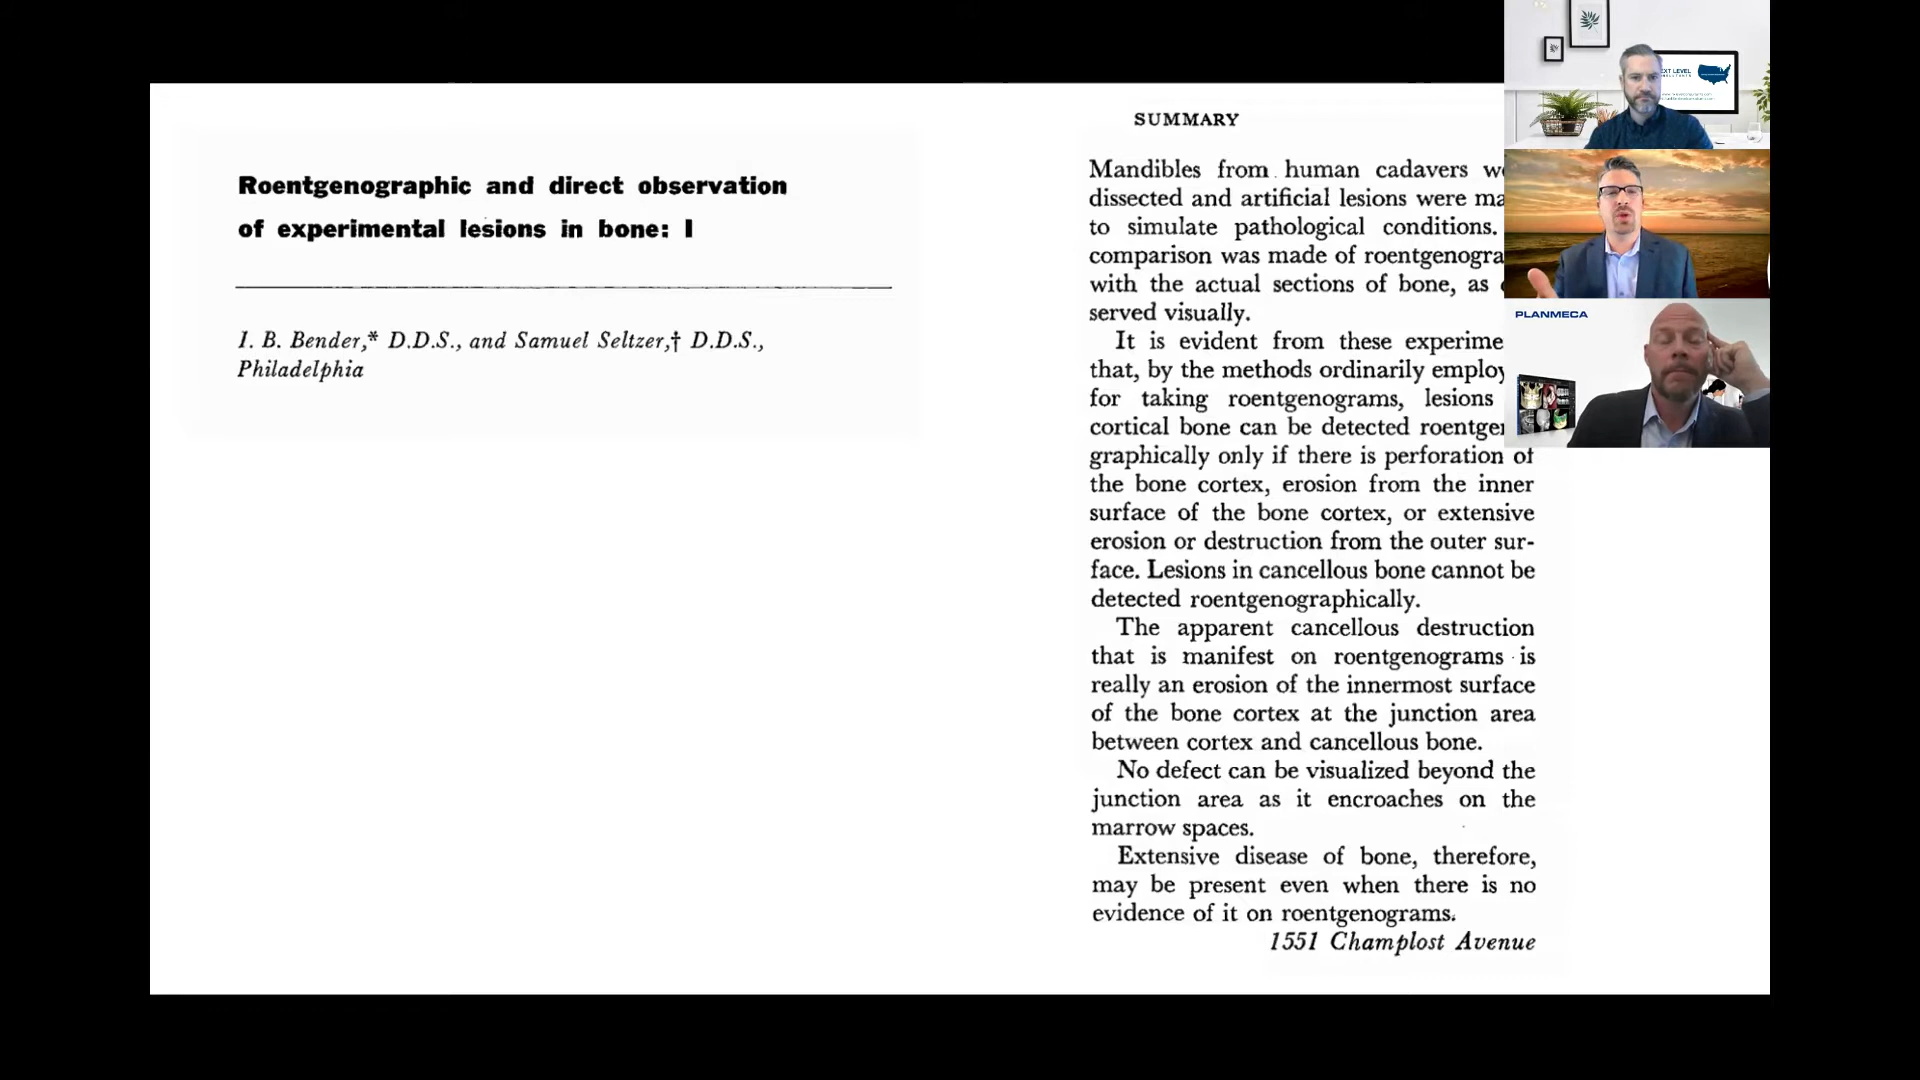 Roentgenographic and direct observation
of experimental lesions in bone: I
I. B. Bender,* D.D.S., and Samuel Seltzer,† D.D.S.,
Philadelphia
SUMMARY
Mandibles from human cadavers
dissected and artificial lesions were
to simulate pathological conditions.
comparison was made of
with the actual sections of bone, as
served visually.
It is evident from these
that, by the methods ordinarily
for taking roentgenograms, lesions
cortical bone can be detected
graphically only if there is perforation of
the bone cortex, erosion from the inner
surface of the bone cortex, or extensive
erosion or destruction from the outer sur-
face. Lesions in cancellous bone cannot be
detected roentgenographically.
The apparent cancellous destruction
that is manifest on roentgenograms is
really an erosion of the innermost surface
of the bone cortex at the junction area
between cortex and cancellous bone.
No defect can be visualized beyond the
junction area as it encroaches on the
marrow spaces.
Extensive disease of bone, therefore,
may be present even when there is no
evidence of it on roentgenograms.
1551 Champlost Avenue
EXT LEVEL
PLANMECA